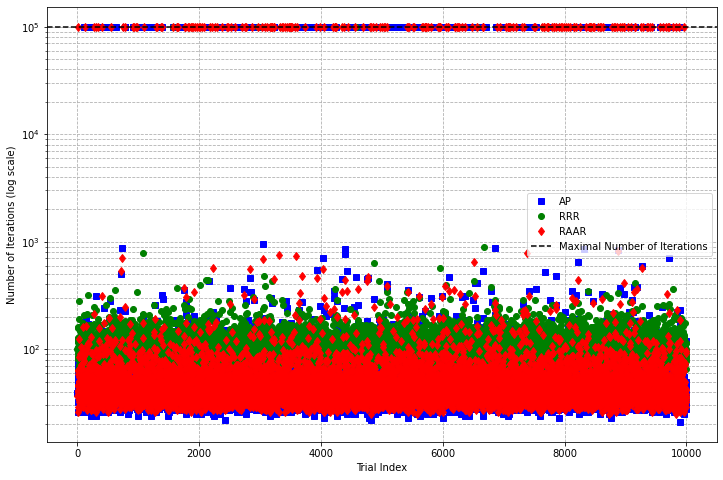 10⁵
10⁴
10³
10²
Number of Iterations (log scale)
AP
RRR
RAAR
Maximal Number of Iterations
0
2000
4000
6000
8000
10000
Trial Index